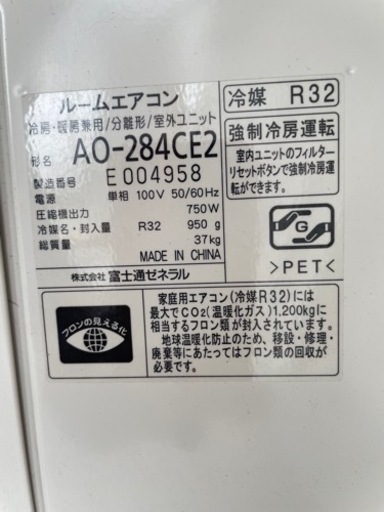 ルームエアコン
冷房・暖房兼用/分離形/室外ユニット
形名 AO-284CE2
製造番号 E004958
電源 単相 100V 50/60Hz
圧縮機出力 750W
冷媒名・封入量 R32 950g
総質量 37kg
MADE IN CHINA
株式会社 富士通ゼネラル
冷媒 R32
強制冷房運転
室内ユニットのフィルター
リセットボタンで強制冷房運
転ができます。
G
>PET<
フロンの見える化
家庭用エアコン(冷媒R32)には
最大でCO2(温暖化ガス)1,200kgに
相当するフロン類が封入されています。
地球温暖化防止のため、移設・修理・
廃棄等にあたってはフロン類の回収が
必要です。